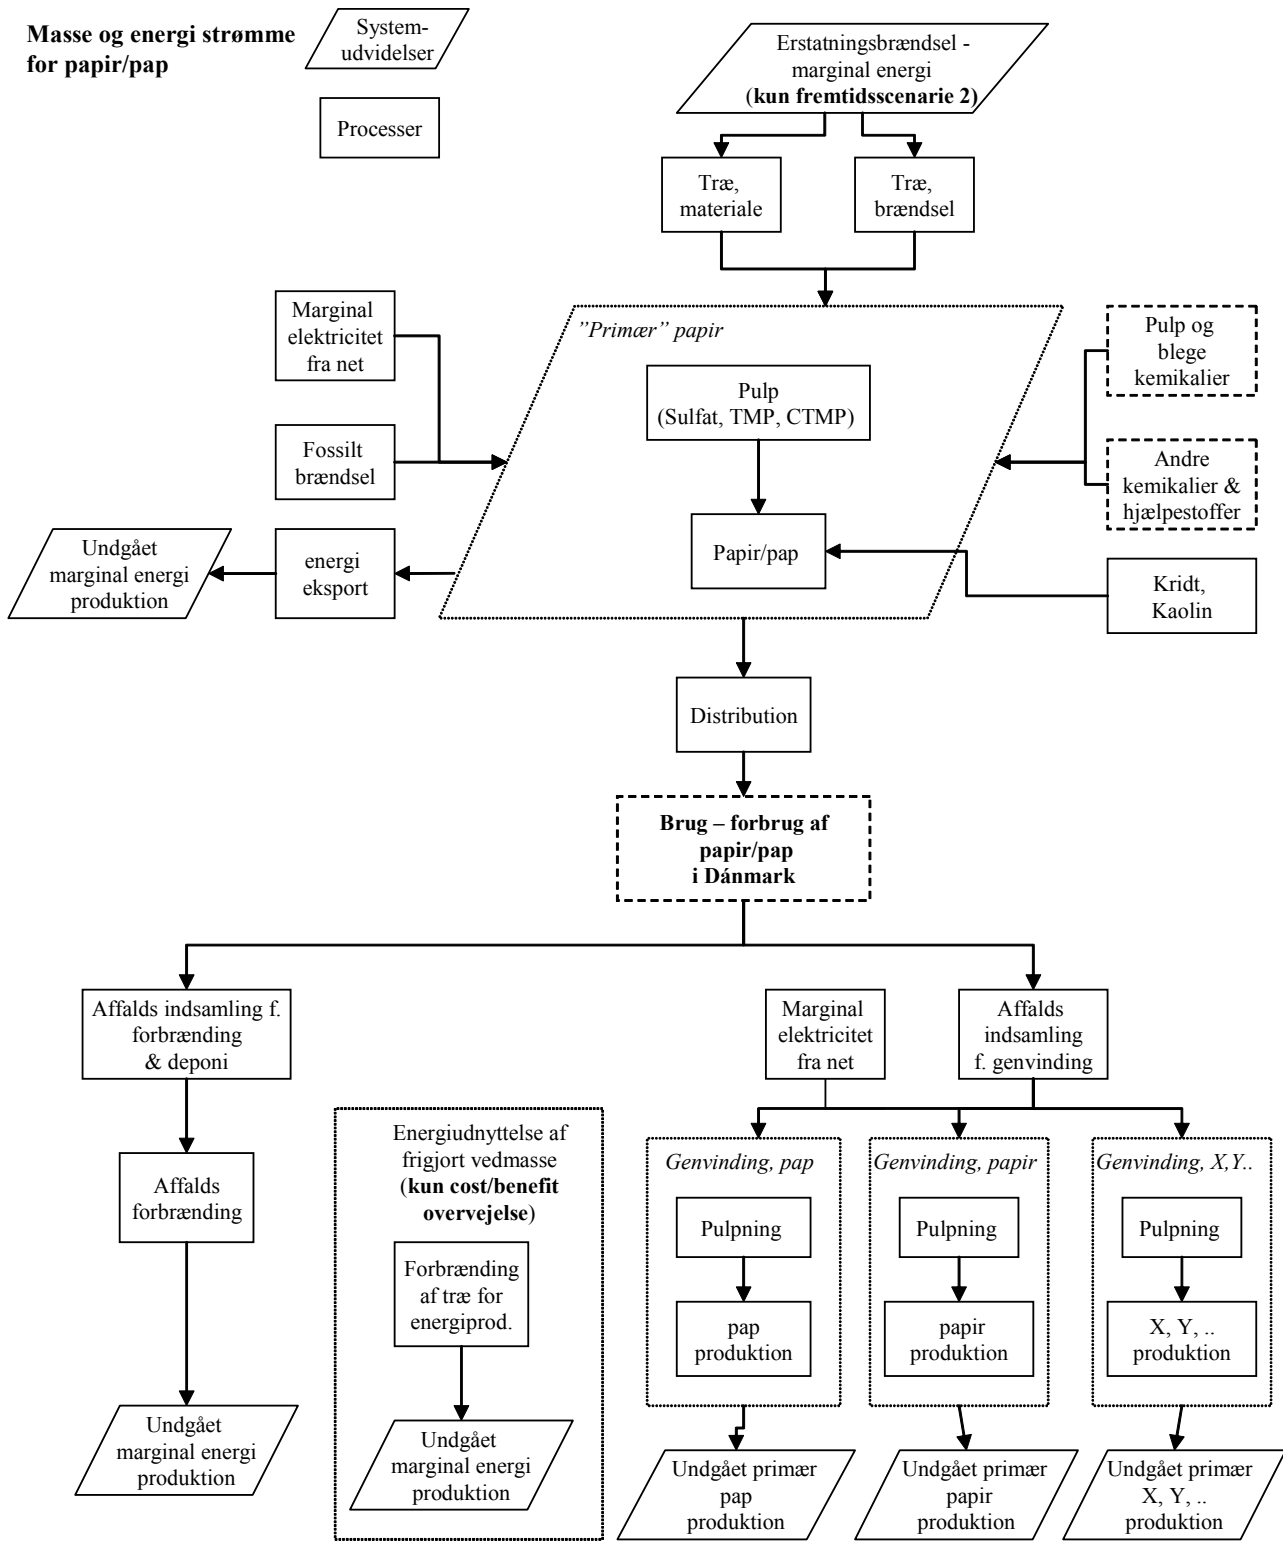 Masse og energi strømme
for papir/pap
System-
udvidelser
Processer
Erstatningsbrændsel -
marginal energi
(kun fremtidsscenarie 2)
Træ,
materiale
Træ,
brændsel
Marginal
elektricitet
fra net
Fossilt
brændsel
Undgået
marginal energi
produktion
energi
eksport
”Primær” papir
Pulp
(Sulfat, TMP, CTMP)
Papir/pap
Pulp og
blege
kemikalier
Andre
kemikalier &
hjælpestoffer
Kridt,
Kaolin
Distribution
Brug – forbrug af
papir/pap
i Dánmark
Affalds indsamling f.
forbrænding
& deponi
Marginal
elektricitet
fra net
Affalds
indsamling
f. genvinding
Affalds
forbrænding
Undgået
marginal energi
produktion
Energiudnyttelse af
frigjort vedmasse
(kun cost/benefit
overvejelse)
Forbrænding
af træ for
energiprod.
Undgået
marginal energi
produktion
Genvinding, pap
Pulpning
pap
produktion
Undgået primær
pap
produktion
Genvinding, papir
Pulpning
papir
produktion
Undgået primær
papir
produktion
Genvinding, X,Y..
Pulpning
X, Y, ..
produktion
Undgået primær
X, Y, ..
produktion